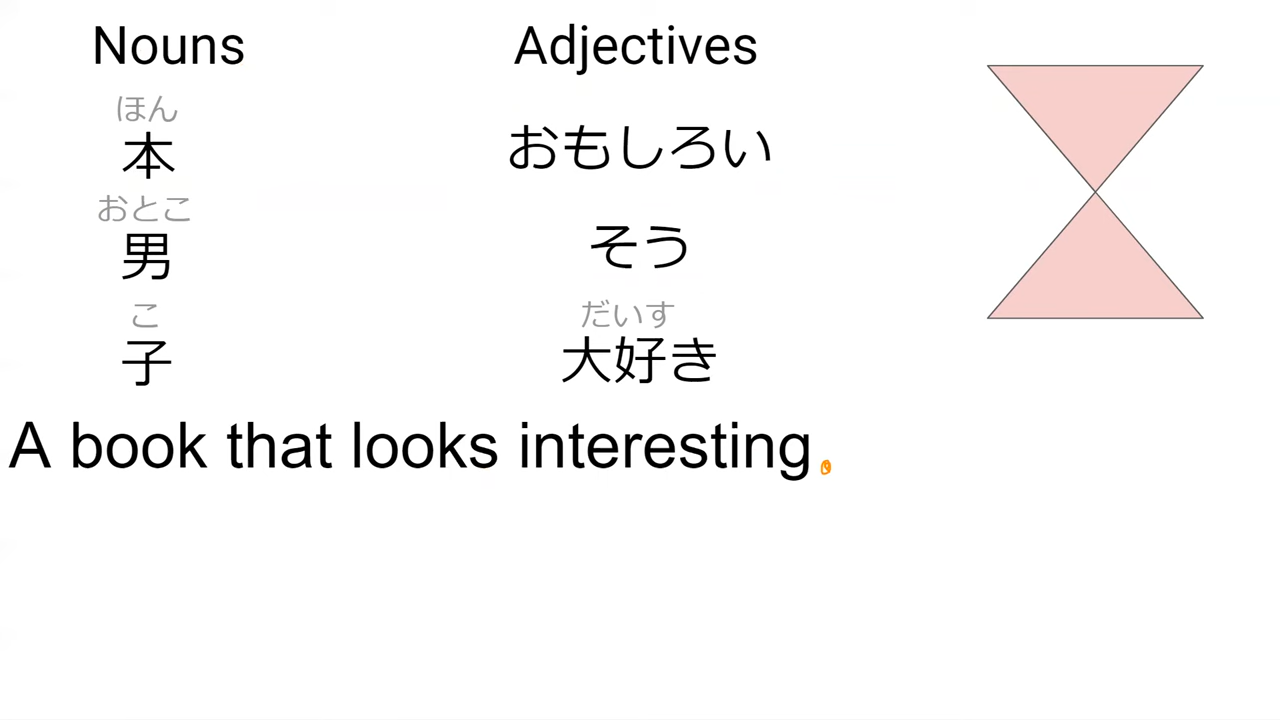 Nouns
Adjectives
ほん
本
おもしろい
おとこ
男
そう
こ
子
だいす
大好き
A book that looks interesting.